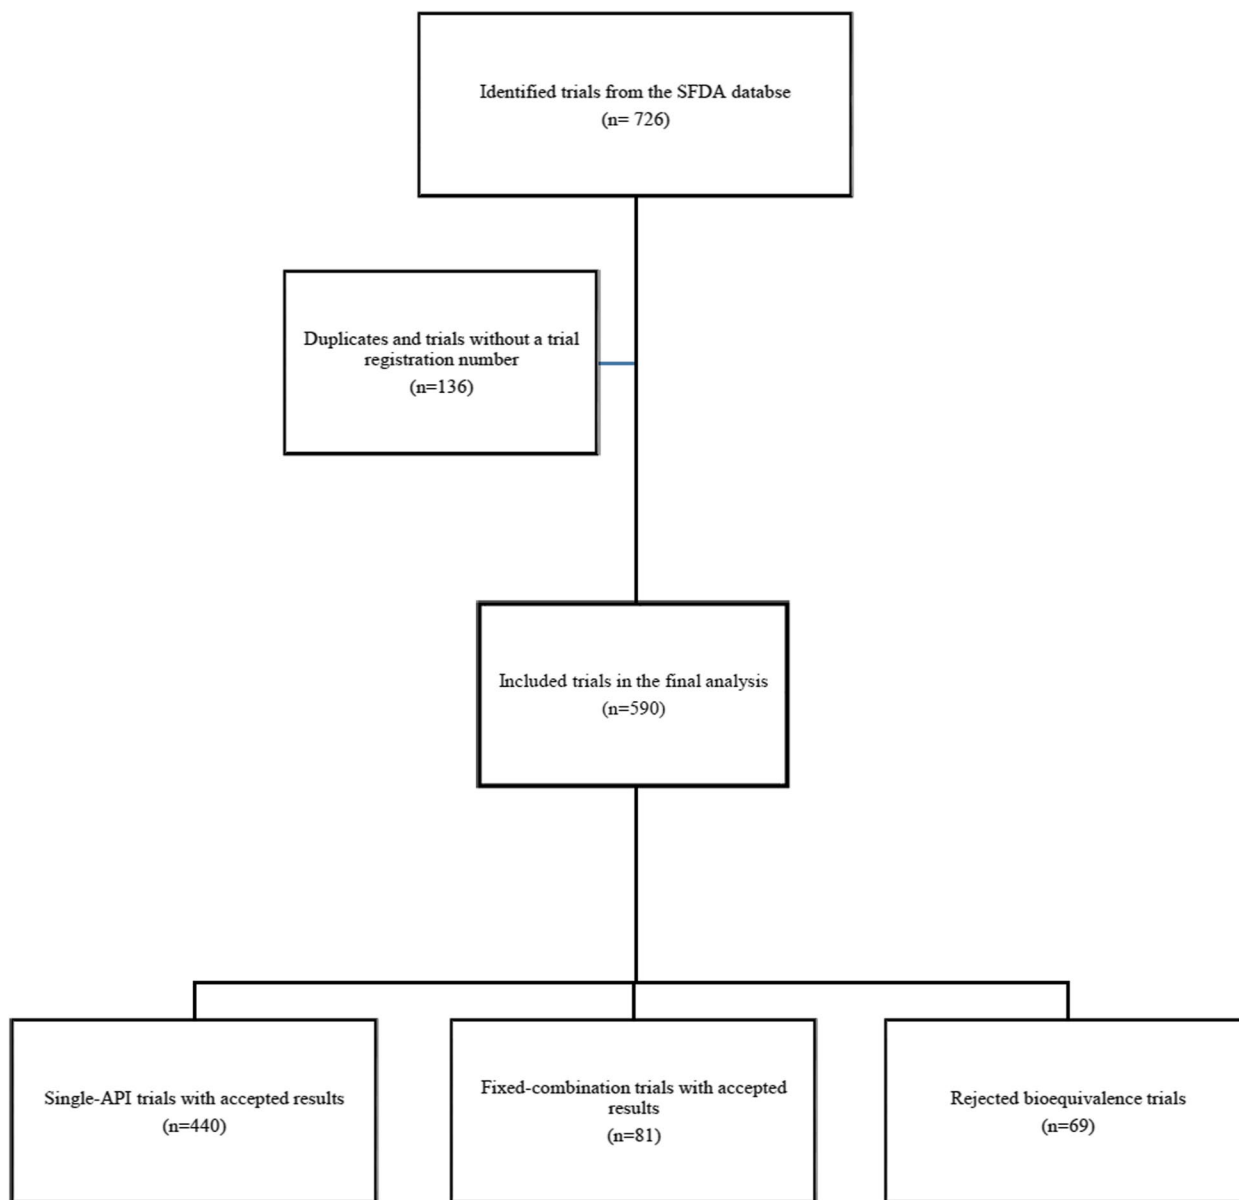 Identified trials from the SFDA databse
(n= 726)
Duplicates and trials without a trial
registration number
(n=136)
Included trials in the final analysis
(n=590)
Single-API trials with accepted results
(n=440)
Fixed-combination trials with accepted
results
(n=81)
Rejected bioequivalence trials
(n=69)